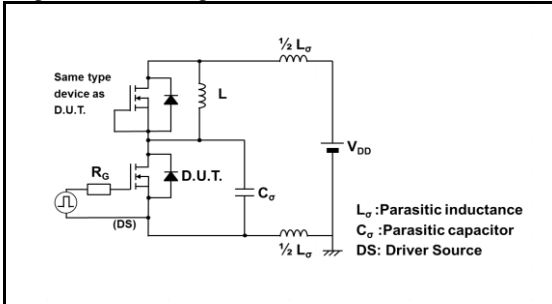 ½ Lσ
Same type
device as
D.U.T.
L
VDD
RG
D.U.T.
Cσ
(DS)
½ Lσ
Lσ :Parasitic inductance
Cσ :Parasitic capacitor
DS: Driver Source